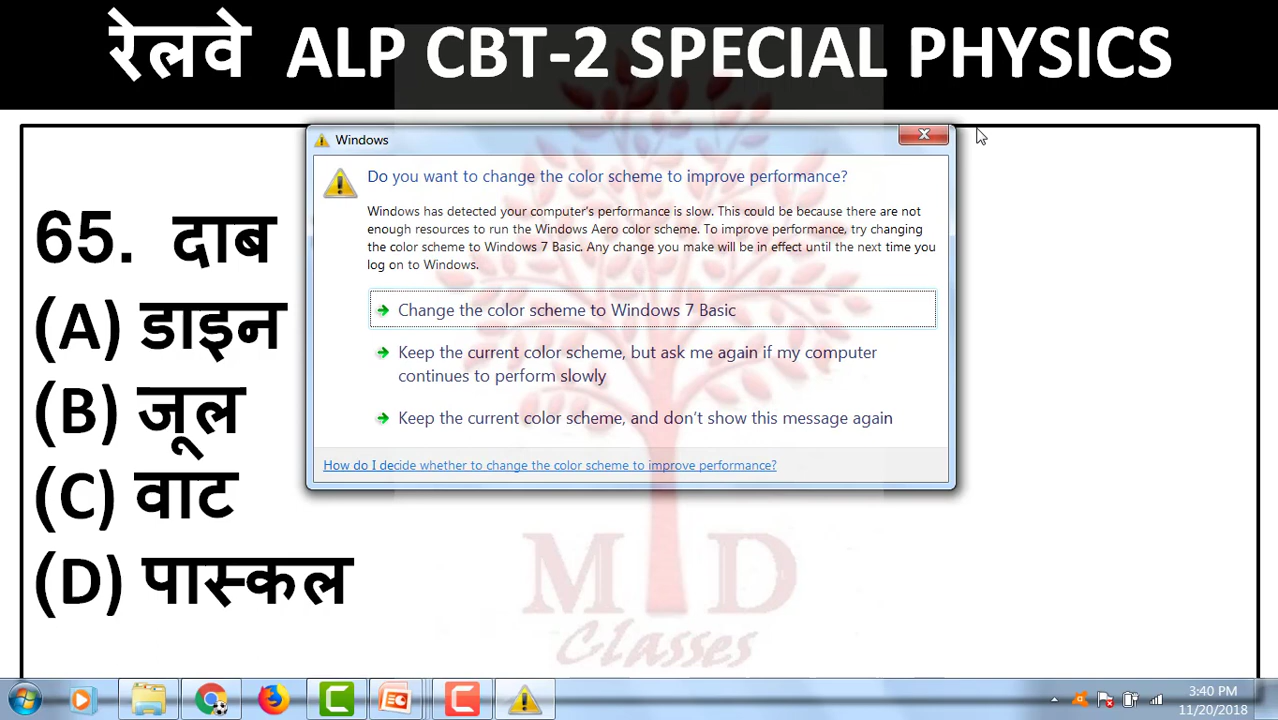 रेलवे ALP CBT-2 SPECIAL PHYSICS
Windows
Do you want to change the color scheme to improve performance?
Windows has detected your computer's performance is slow. This could be because there are not
enough resources to run the Windows Aero color scheme. To improve performance, try changing
the color scheme to Windows 7 Basic. Any change you make will be in effect until the next time you
log on to Windows.
Change the color scheme to Windows 7 Basic
Keep the current color scheme, but ask me again if my computer
continues to perform slowly
Keep the current color scheme, and don't show this message again
How do I decide whether to change the color scheme to improve performance?
65. दाब
(A) डाइन
(B) जूल
(C) वाट
(D) पास्कल
MD
Classes
3:40 PM
11/20/2018